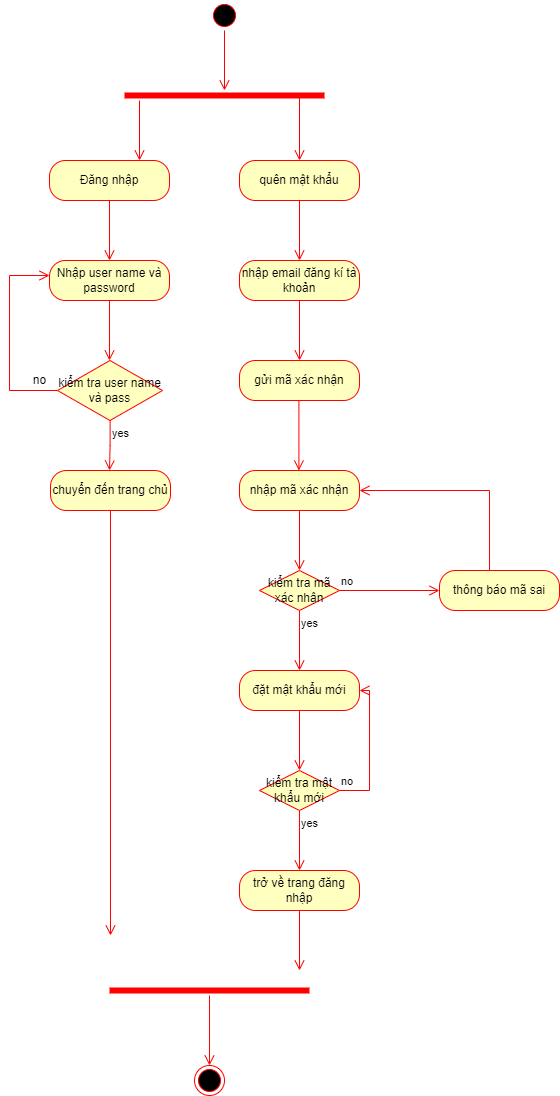 Đăng nhập
quên mật khẩu
Nhập user name và
password
nhập email đăng kí tà
khoản
no
kiểm tra user name
và pass
gửi mã xác nhận
yes
chuyển đến trang chủ
nhập mã xác nhận
kiểm tra mã
xác nhận
no
thông báo mã sai
yes
đặt mật khẩu mới
kiểm tra mật
khẩu mới
no
yes
trở về trang đăng
nhập